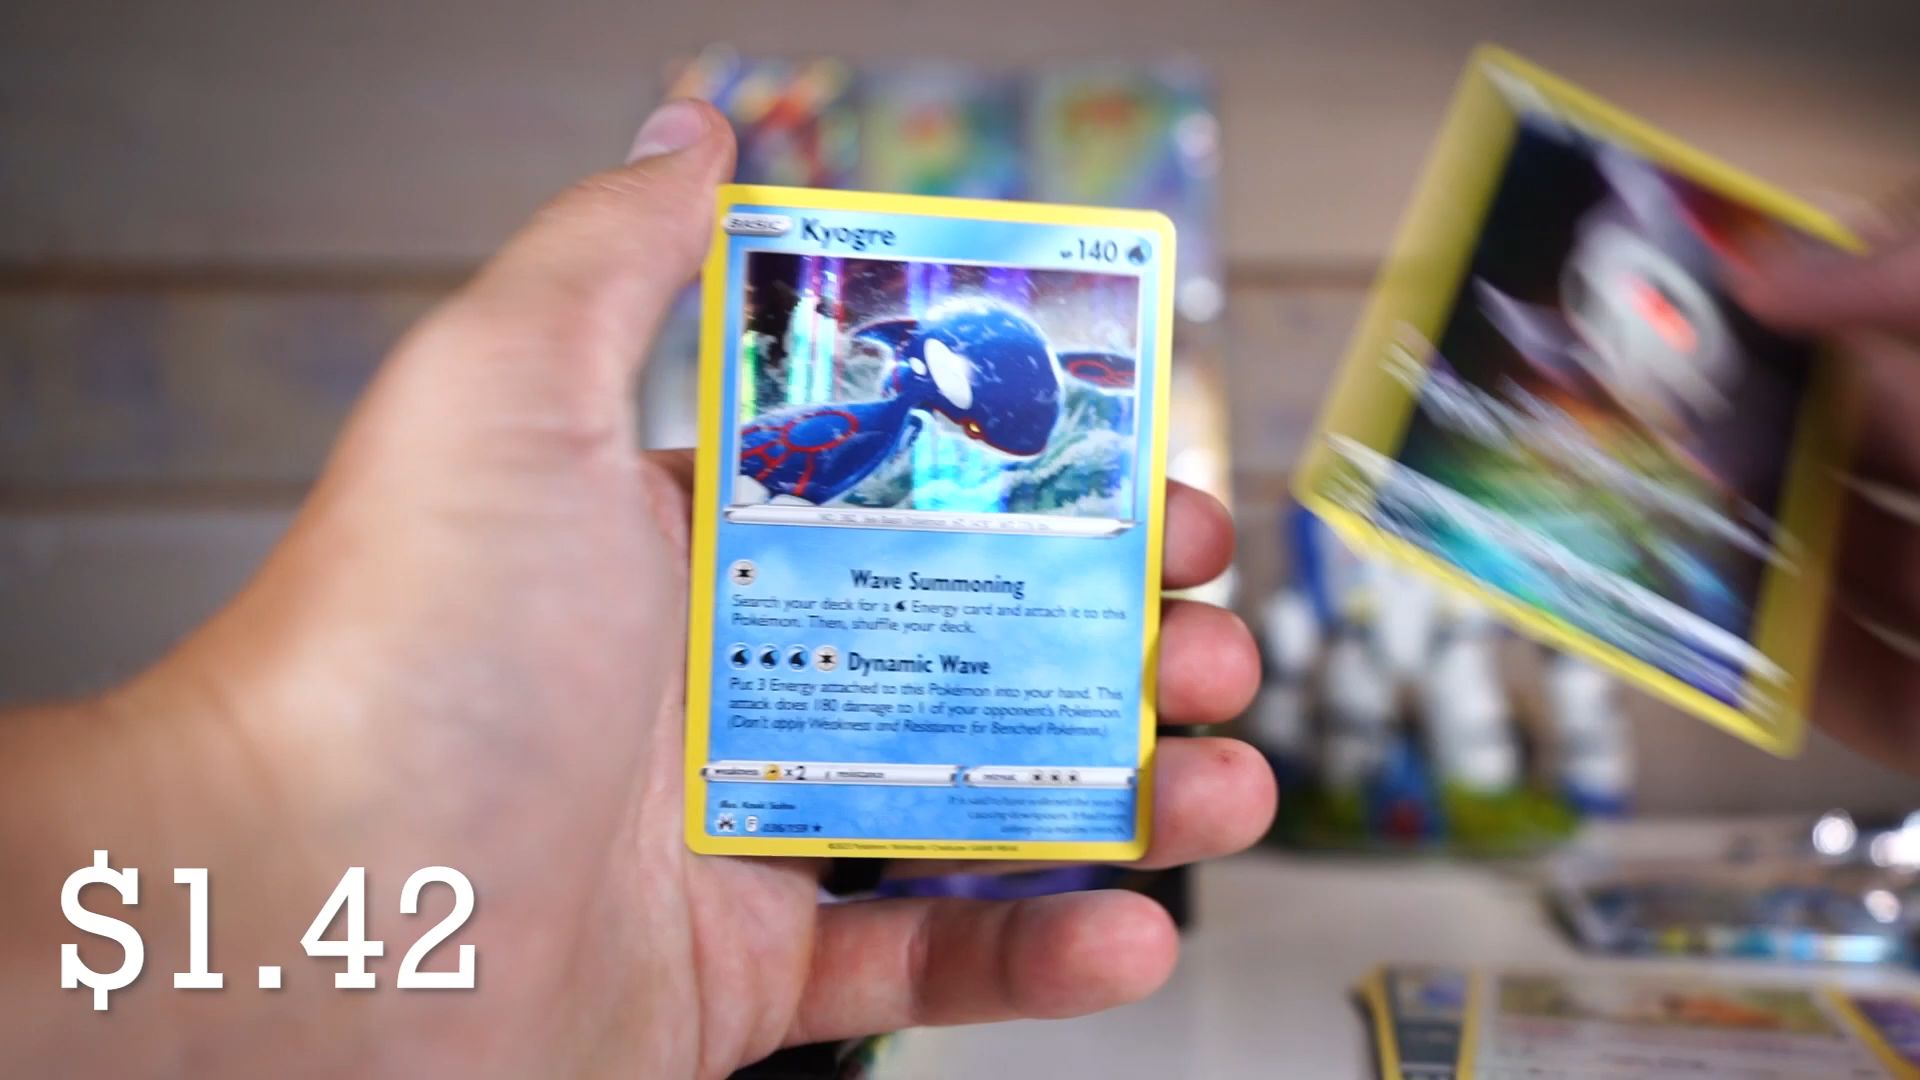 BASIC Kyogre HP 140
Wave Summoning
Search your deck for a Energy card and attach it to this
Pokémon. Then, shuffle your deck.
Dynamic Wave
Put 3 Energy attached to this Pokémon into your hand. This
attack does 180 damage to 1 of your opponent's Pokémon.
(Don't apply Weakness and Resistance for Benched Pokémon.)
weakness x2 resistance retreat
F 036/159
$1.42